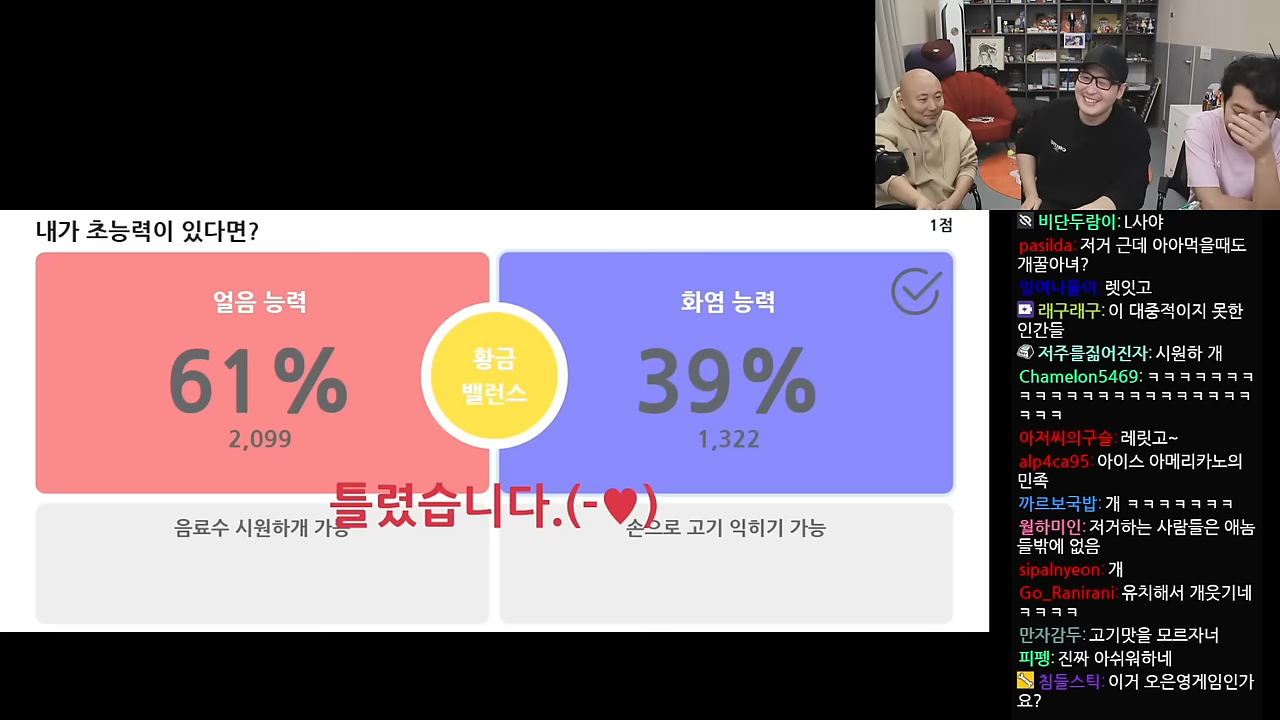 내가 초능력이 있다면?
1점
얼음 능력
61%
2,099
황금
밸런스
화염 능력
39%
1,322
틀렸습니다.(-♥)
음료수 시원하개 가능
손으로 고기 익히기 가능
비단두람이: L사야
pasilda: 저거 근데 아아먹을때도
개꿀아녀?
렛잇고
래구래구: 이 대중적이지 못한
인간들
저주를짊어진자: 시원하 개
Chamelon5469: ㅋㅋㅋㅋㅋㅋㅋ
ㅋㅋㅋㅋㅋㅋㅋㅋㅋㅋㅋㅋㅋㅋㅋ
ㅋㅋㅋ
아저씨의구슬: 레릿고~
alp4ca95: 아이스 아메리카노의
민족
까르보국밥: 개 ㅋㅋㅋㅋㅋㅋㅋ
월하미인: 저거하는 사람들은 애놈
들밖에 없음
sipalnyeon: 개
Go_Ranirani: 유치해서 개웃기네
ㅋㅋㅋㅋ
만자감두: 고기맛을 모르자너
피펭: 진짜 아쉬워하네
침들스틱: 이거 오은영게임인가
요?